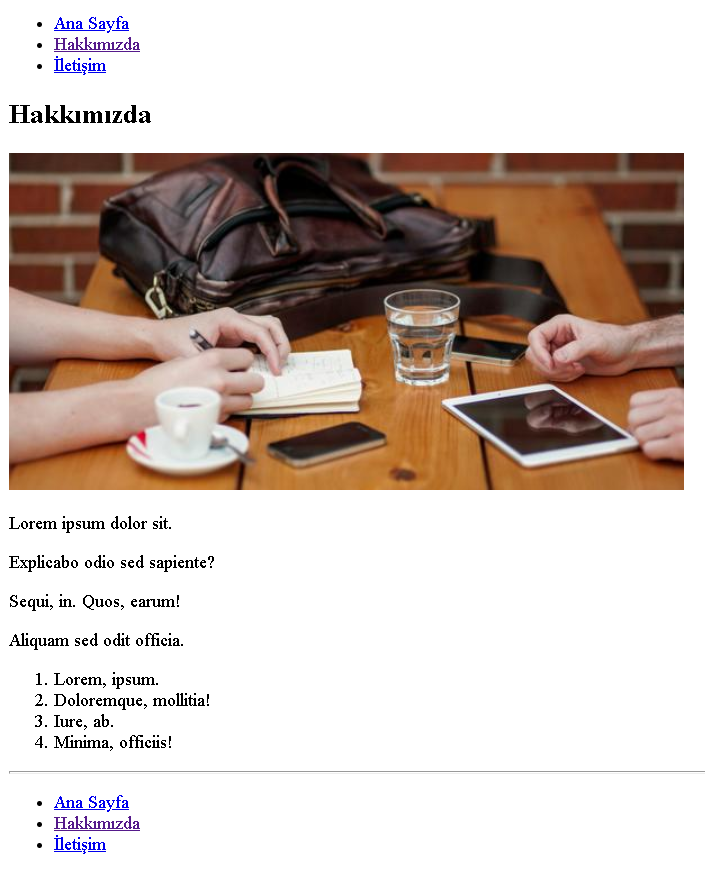 Ana Sayfa
Hakkımızda
İletişim
Hakkımızda
Lorem ipsum dolor sit.
Explicabo odio sed sapiente?
Sequi, in. Quos, earum!
Aliquam sed odit officia.
1. Lorem, ipsum.
2. Doloremque, mollitia!
3. Iure, ab.
4. Minima, officiis!
Ana Sayfa
Hakkımızda
İletişim